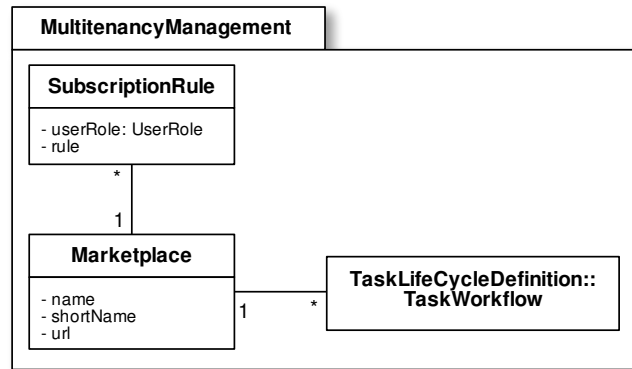 MultitenancyManagement
SubscriptionRule
- userRole: UserRole
- rule
*
1
Marketplace
- name
- shortName
- url
1
*
TaskLifeCycleDefinition::
TaskWorkflow